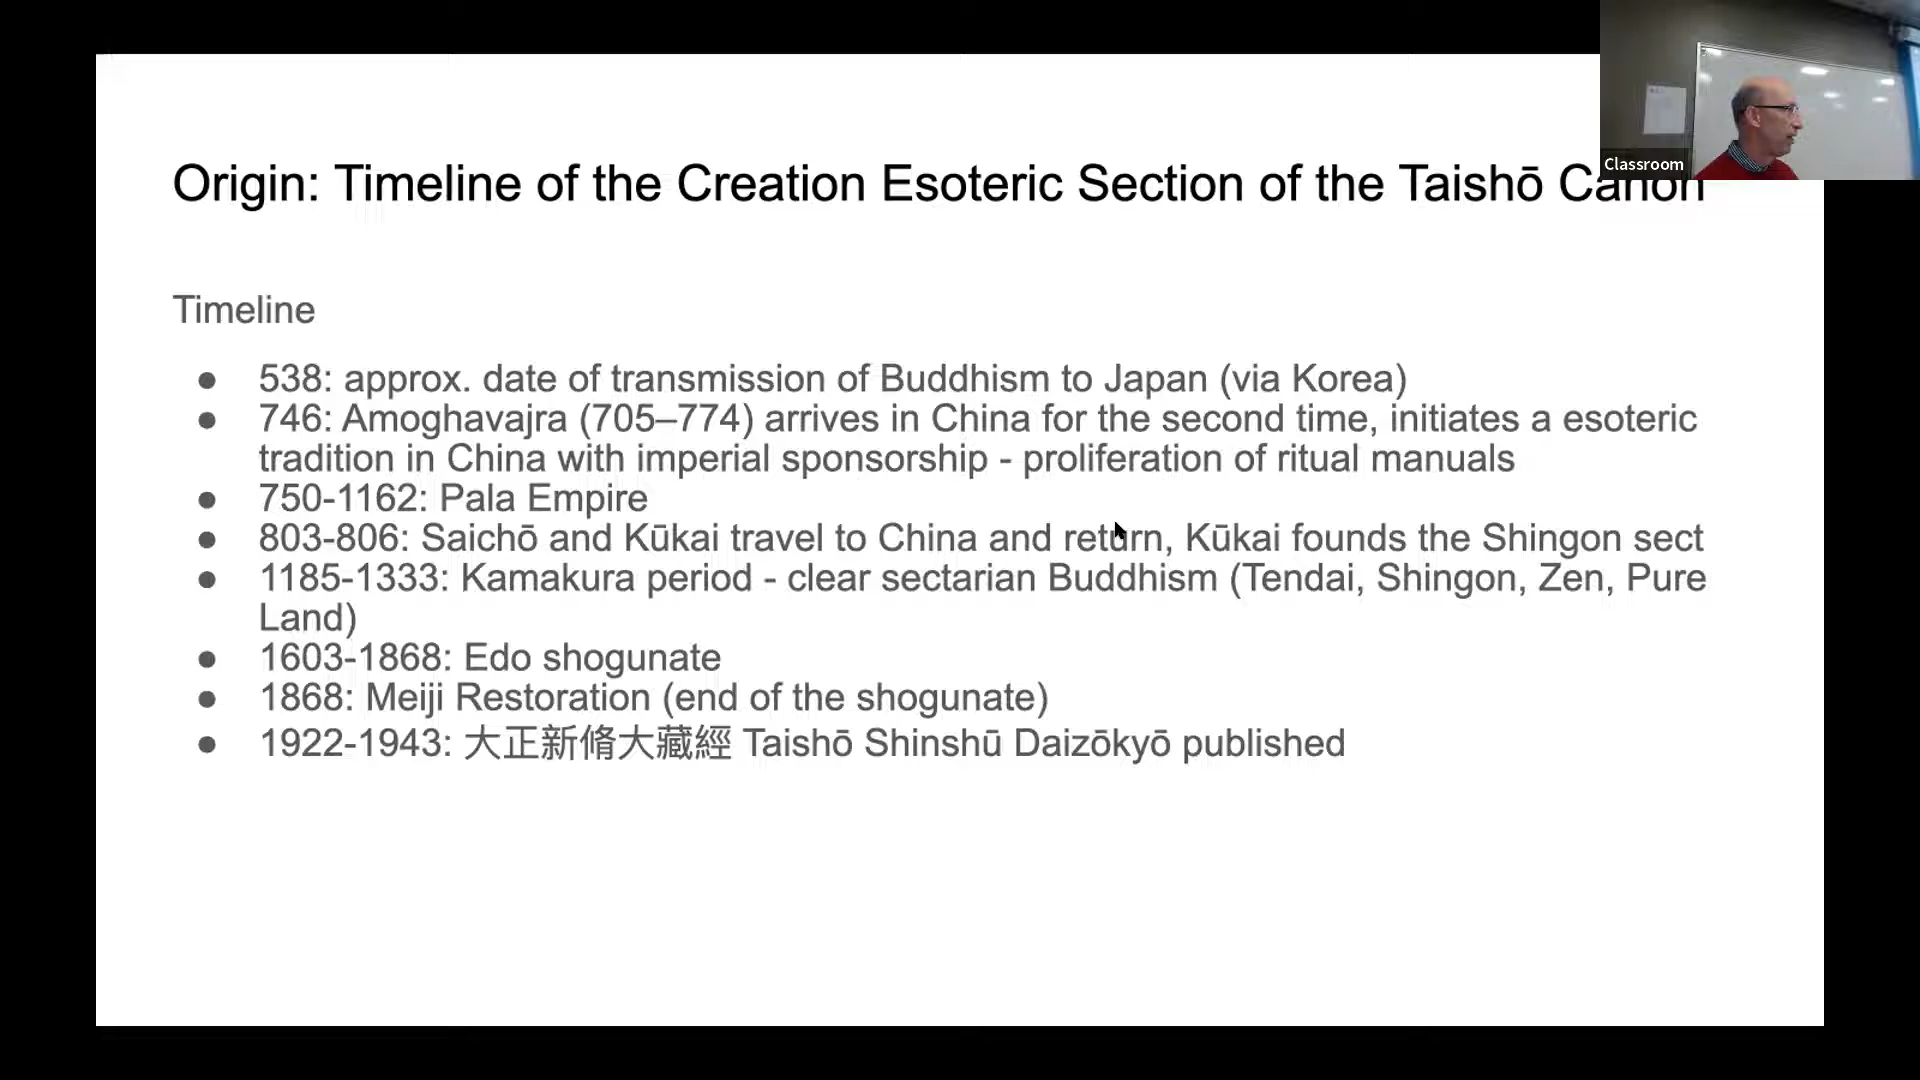 Origin: Timeline of the Creation Esoteric Section of the Taishō Canon
Classroom
Timeline
● 538: approx. date of transmission of Buddhism to Japan (via Korea)
● 746: Amoghavajra (705–774) arrives in China for the second time, initiates a esoteric
tradition in China with imperial sponsorship - proliferation of ritual manuals
● 750-1162: Pala Empire
● 803-806: Saichō and Kūkai travel to China and return, Kūkai founds the Shingon sect
● 1185-1333: Kamakura period - clear sectarian Buddhism (Tendai, Shingon, Zen, Pure
Land)
● 1603-1868: Edo shogunate
● 1868: Meiji Restoration (end of the shogunate)
● 1922-1943: 大正新脩大藏經 Taishō Shinshū Daizōkyō published